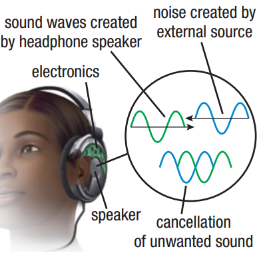 sound waves created
by headphone speaker
noise created by
external source
electronics
speaker
cancellation
of unwanted sound